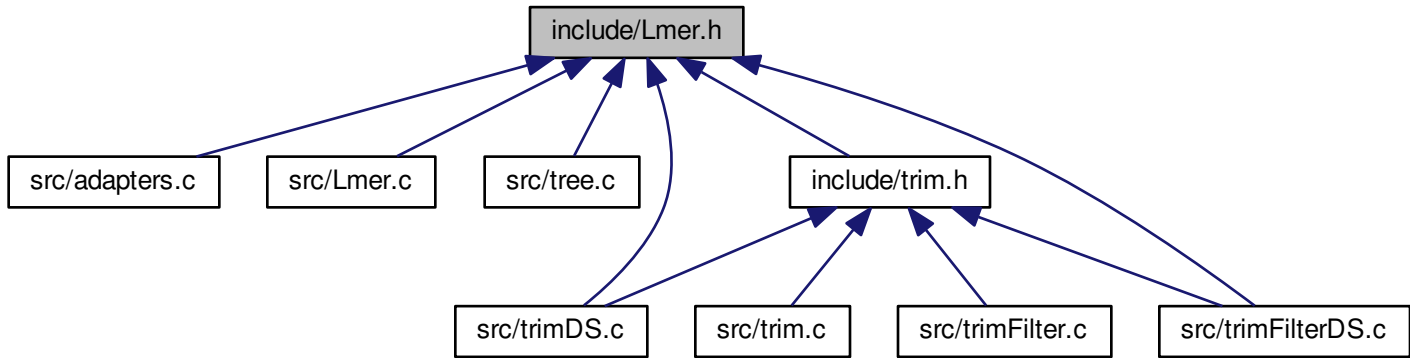 include/Lmer.h
src/adapters.c
src/Lmer.c
src/tree.c
include/trim.h
src/trimDS.c
src/trim.c
src/trimFilter.c
src/trimFilterDS.c